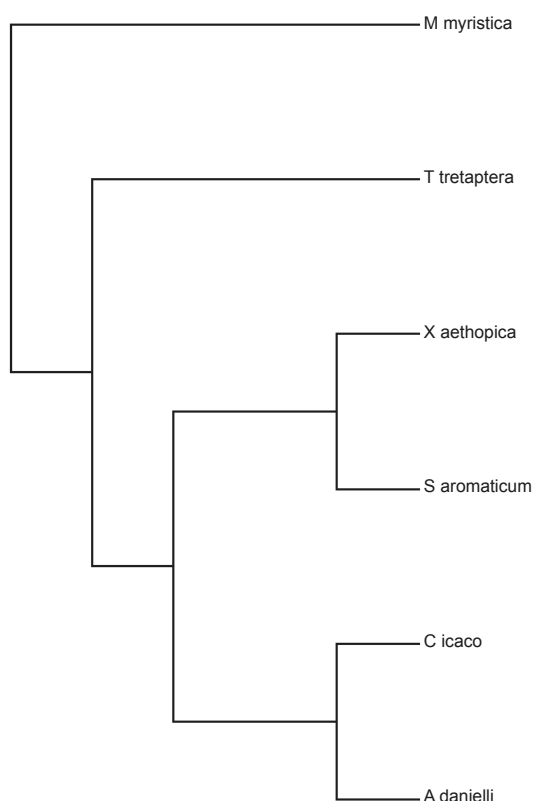 M myristica
T tretaptera
X aethopica
S aromaticum
C icaco
A danielli